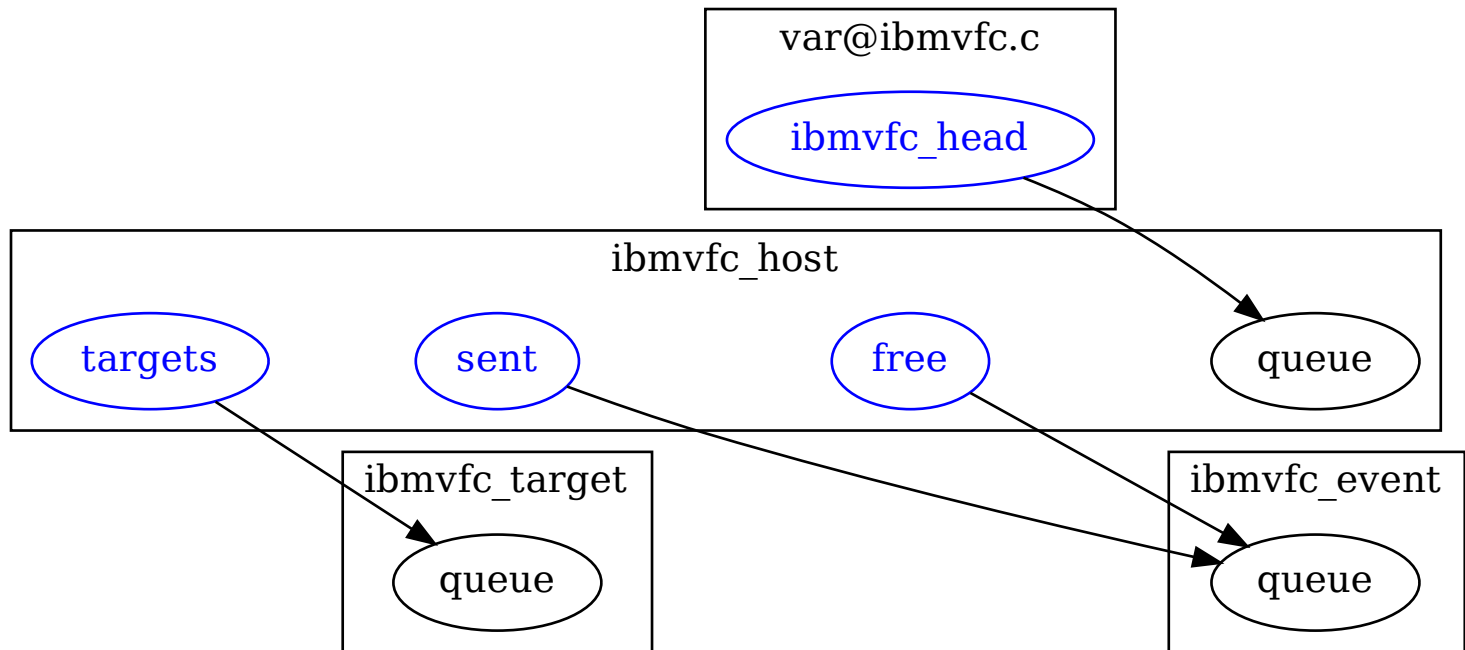 var@ibmvfc.c
ibmvfc_head
ibmvfc_host
targets
sent
free
queue
ibmvfc_target
ibmvfc_event
queue
queue